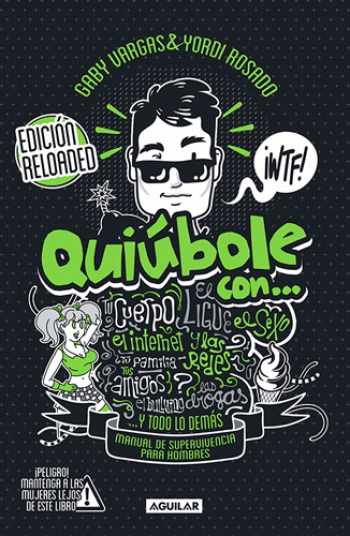 GABY VARGAS & YORDI ROSADO
EDICIÓN
RELOADED
¡WTF!
Quiúbole
con...
tu
CUERPO,
EL
LIGUE
el SEXO
el internet y las
REDES
¿tu familia
tus
AMIGOS?
el bullying
las
drogas
...Y TODO LO DEMÁS
MANUAL DE SUPERVIVENCIA
PARA HOMBRES
¡PELIGRO!
MANTENGA A LAS
MUJERES LEJOS
DE ESTE LIBRO
!
AGUILAR